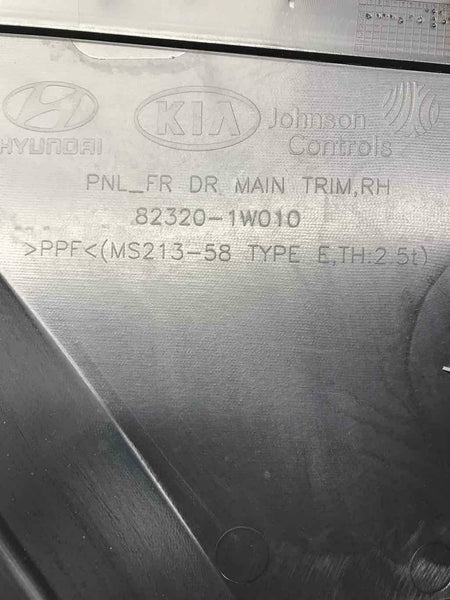 HYUNDAI
KIA
Johnson
Controls
PNL_FR DR MAIN TRIM,RH
82320-1W010
>PPF<(MS213-58 TYPE E,TH:2.5t)